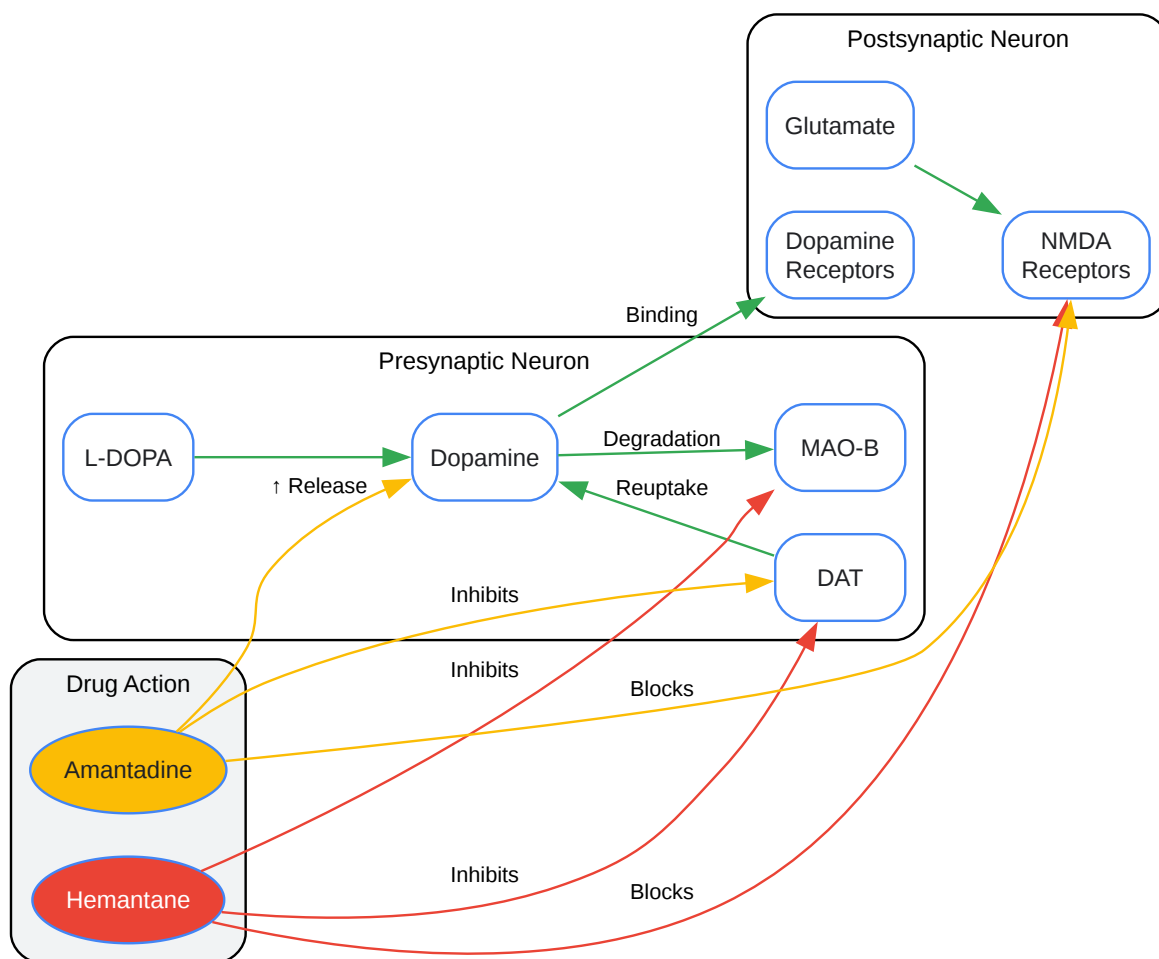 Postsynaptic Neuron
Glutamate
Dopamine
Receptors
NMDA
Receptors
Binding
Presynaptic Neuron
L-DOPA
Dopamine
Degradation
MAO-B
↑ Release
Reuptake
DAT
Inhibits
Inhibits
Blocks
Drug Action
Amantadine
Hemantane
Inhibits
Blocks